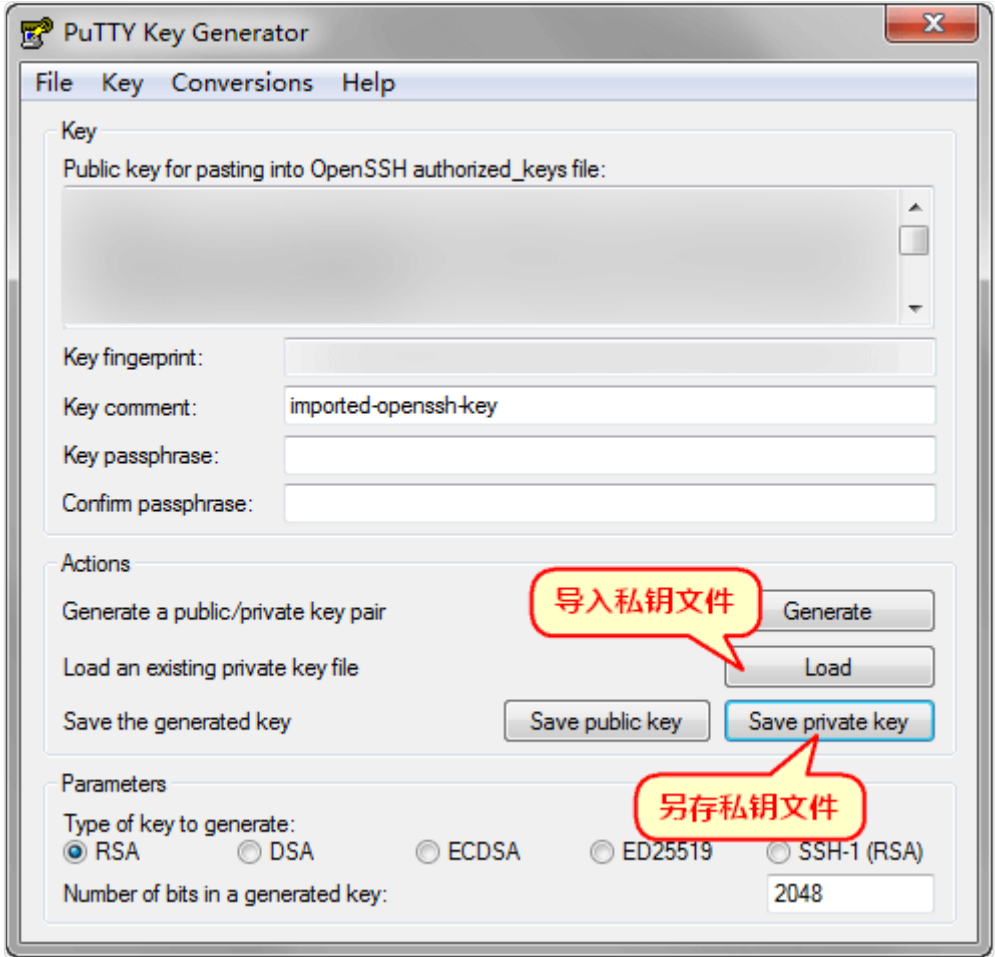 PuTTY Key Generator
File Key Conversions Help
Key
Public key for pasting into OpenSSH authorized_keys file:
Key fingerprint:
Key comment: imported-openssh-key
Key passphrase:
Confirm passphrase:
Actions
导入私钥文件
Generate a public/private key pair Generate
Load an existing private key file Load
Save the generated key Save public key Save private key
另存私钥文件
Parameters
Type of key to generate:
RSA DSA ECDSA ED25519 SSH-1 (RSA)
Number of bits in a generated key: 2048